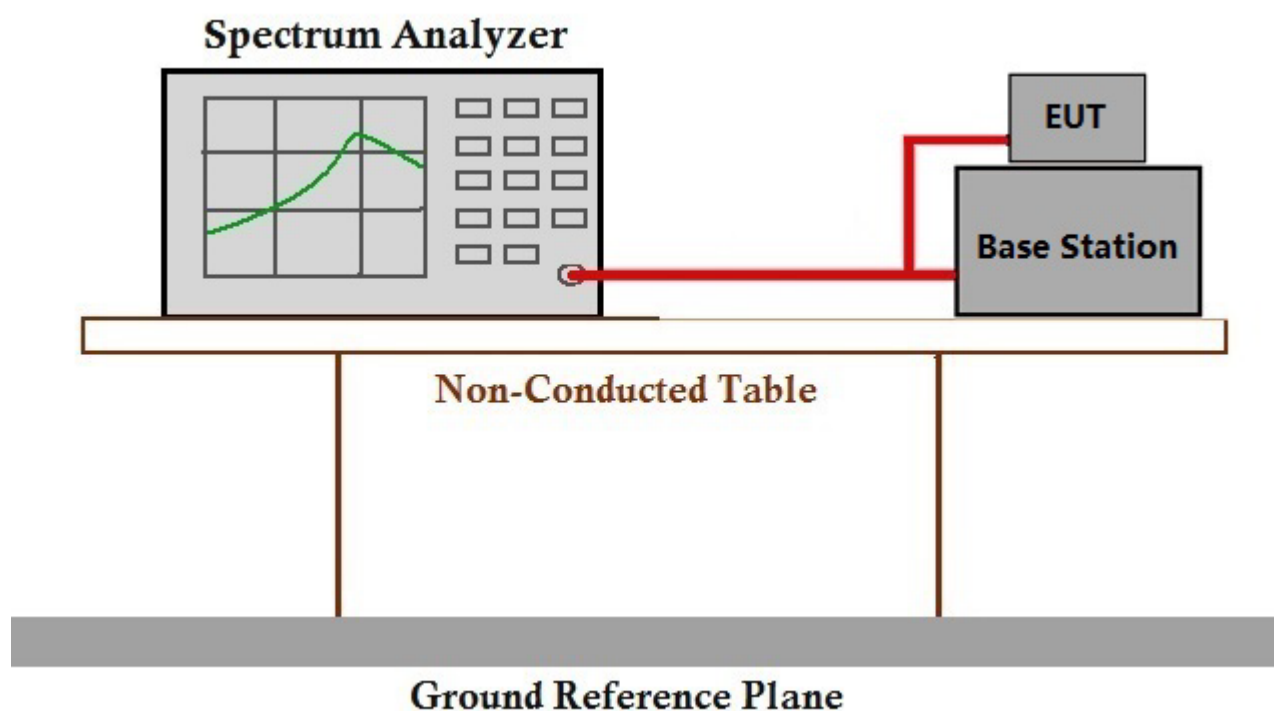 Spectrum Analyzer
EUT
Base Station
Non-Conducted Table
Ground Reference Plane